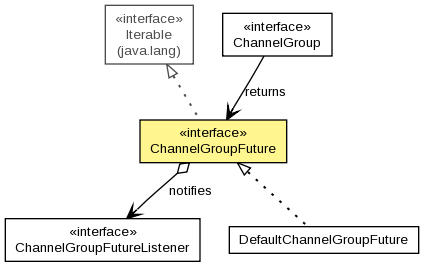 «interface»
Iterable
(java.lang)
«interface»
ChannelGroup
returns
«interface»
ChannelGroupFuture
notifies
«interface»
ChannelGroupFutureListener
DefaultChannelGroupFuture